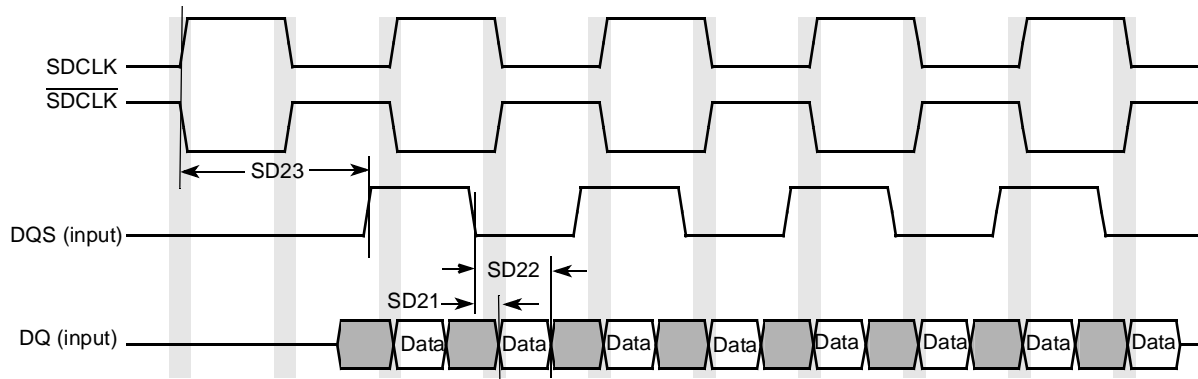 SDCLK
SDCLK
SD23
DQS (input)
SD22
SD21
DQ (input)
Data
Data
Data
Data
Data
Data
Data
Data